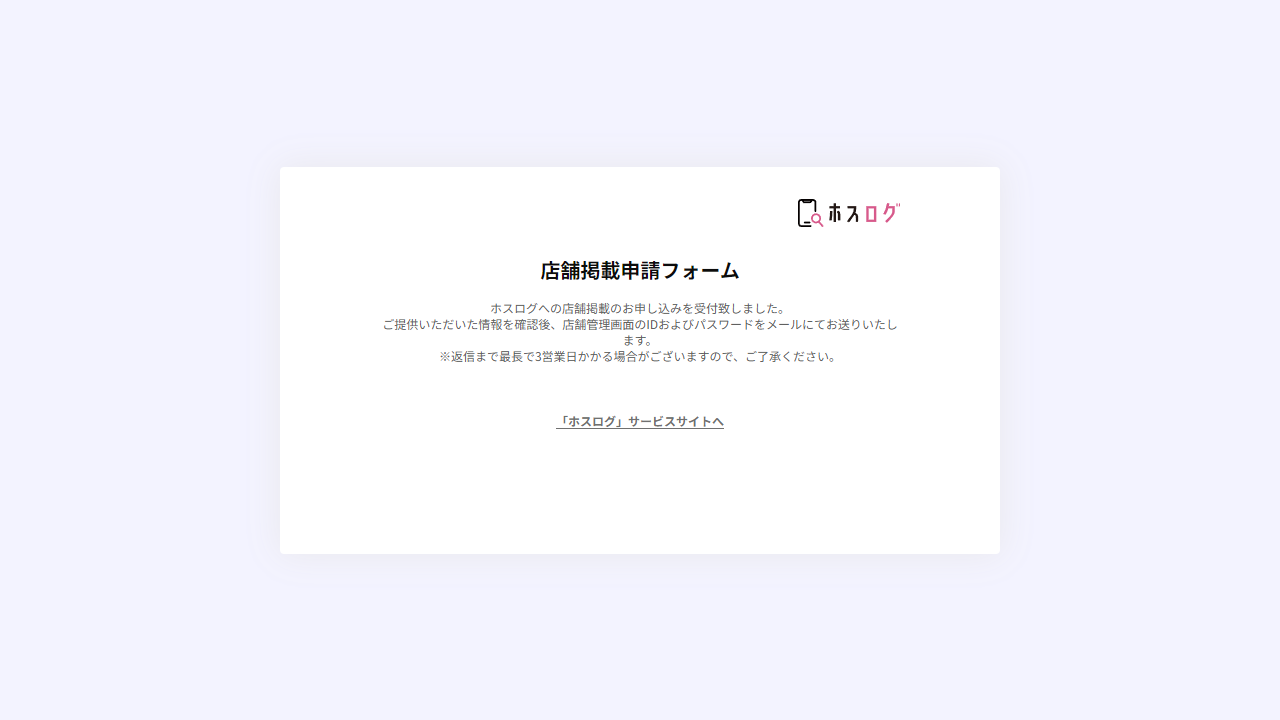 ホスログ
店舗掲載申請フォーム
ホスログへの店舗掲載のお申し込みを受付致しました。
ご提供いただいた情報を確認後、店舗管理画面のIDおよびパスワードをメールにてお送りいたし
ます。
※返信まで最長で3営業日かかる場合がございますので、ご了承ください。
「ホスログ」サービスサイトへ